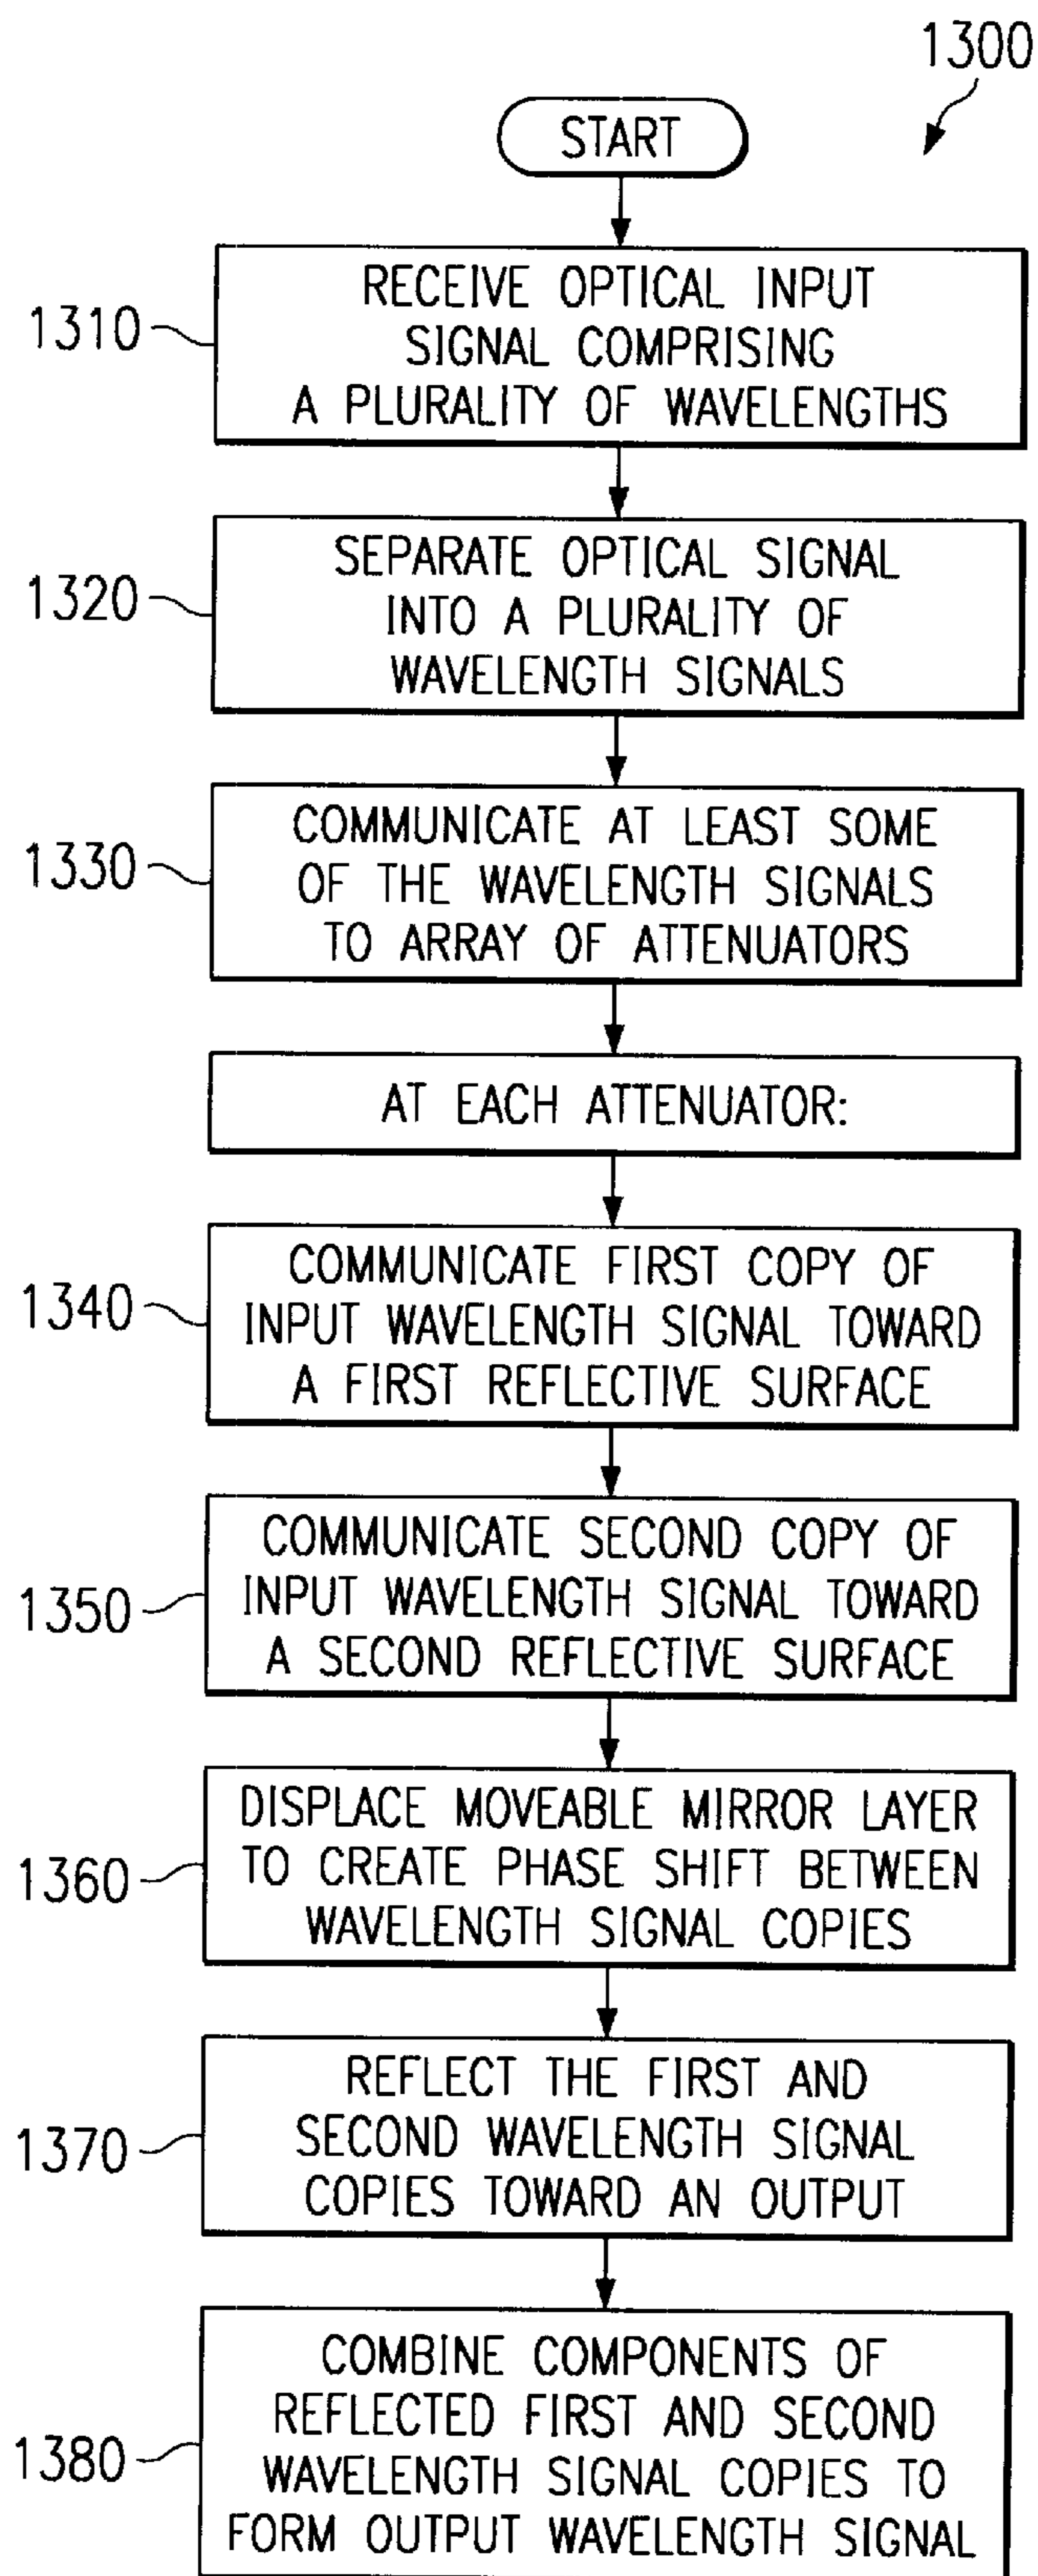 1300
START
1310
RECEIVE OPTICAL INPUT
SIGNAL COMPRISING
A PLURALITY OF WAVELENGTHS
1320
SEPARATE OPTICAL SIGNAL
INTO A PLURALITY OF
WAVELENGTH SIGNALS
1330
COMMUNICATE AT LEAST SOME
OF THE WAVELENGTH SIGNALS
TO ARRAY OF ATTENUATORS
AT EACH ATTENUATOR:
1340
COMMUNICATE FIRST COPY OF
INPUT WAVELENGTH SIGNAL TOWARD
A FIRST REFLECTIVE SURFACE
1350
COMMUNICATE SECOND COPY OF
INPUT WAVELENGTH SIGNAL TOWARD
A SECOND REFLECTIVE SURFACE
1360
DISPLACE MOVEABLE MIRROR LAYER
TO CREATE PHASE SHIFT BETWEEN
WAVELENGTH SIGNAL COPIES
1370
REFLECT THE FIRST AND
SECOND WAVELENGTH SIGNAL
COPIES TOWARD AN OUTPUT
1380
COMBINE COMPONENTS OF
REFLECTED FIRST AND SECOND
WAVELENGTH SIGNAL COPIES TO
FORM OUTPUT WAVELENGTH SIGNAL